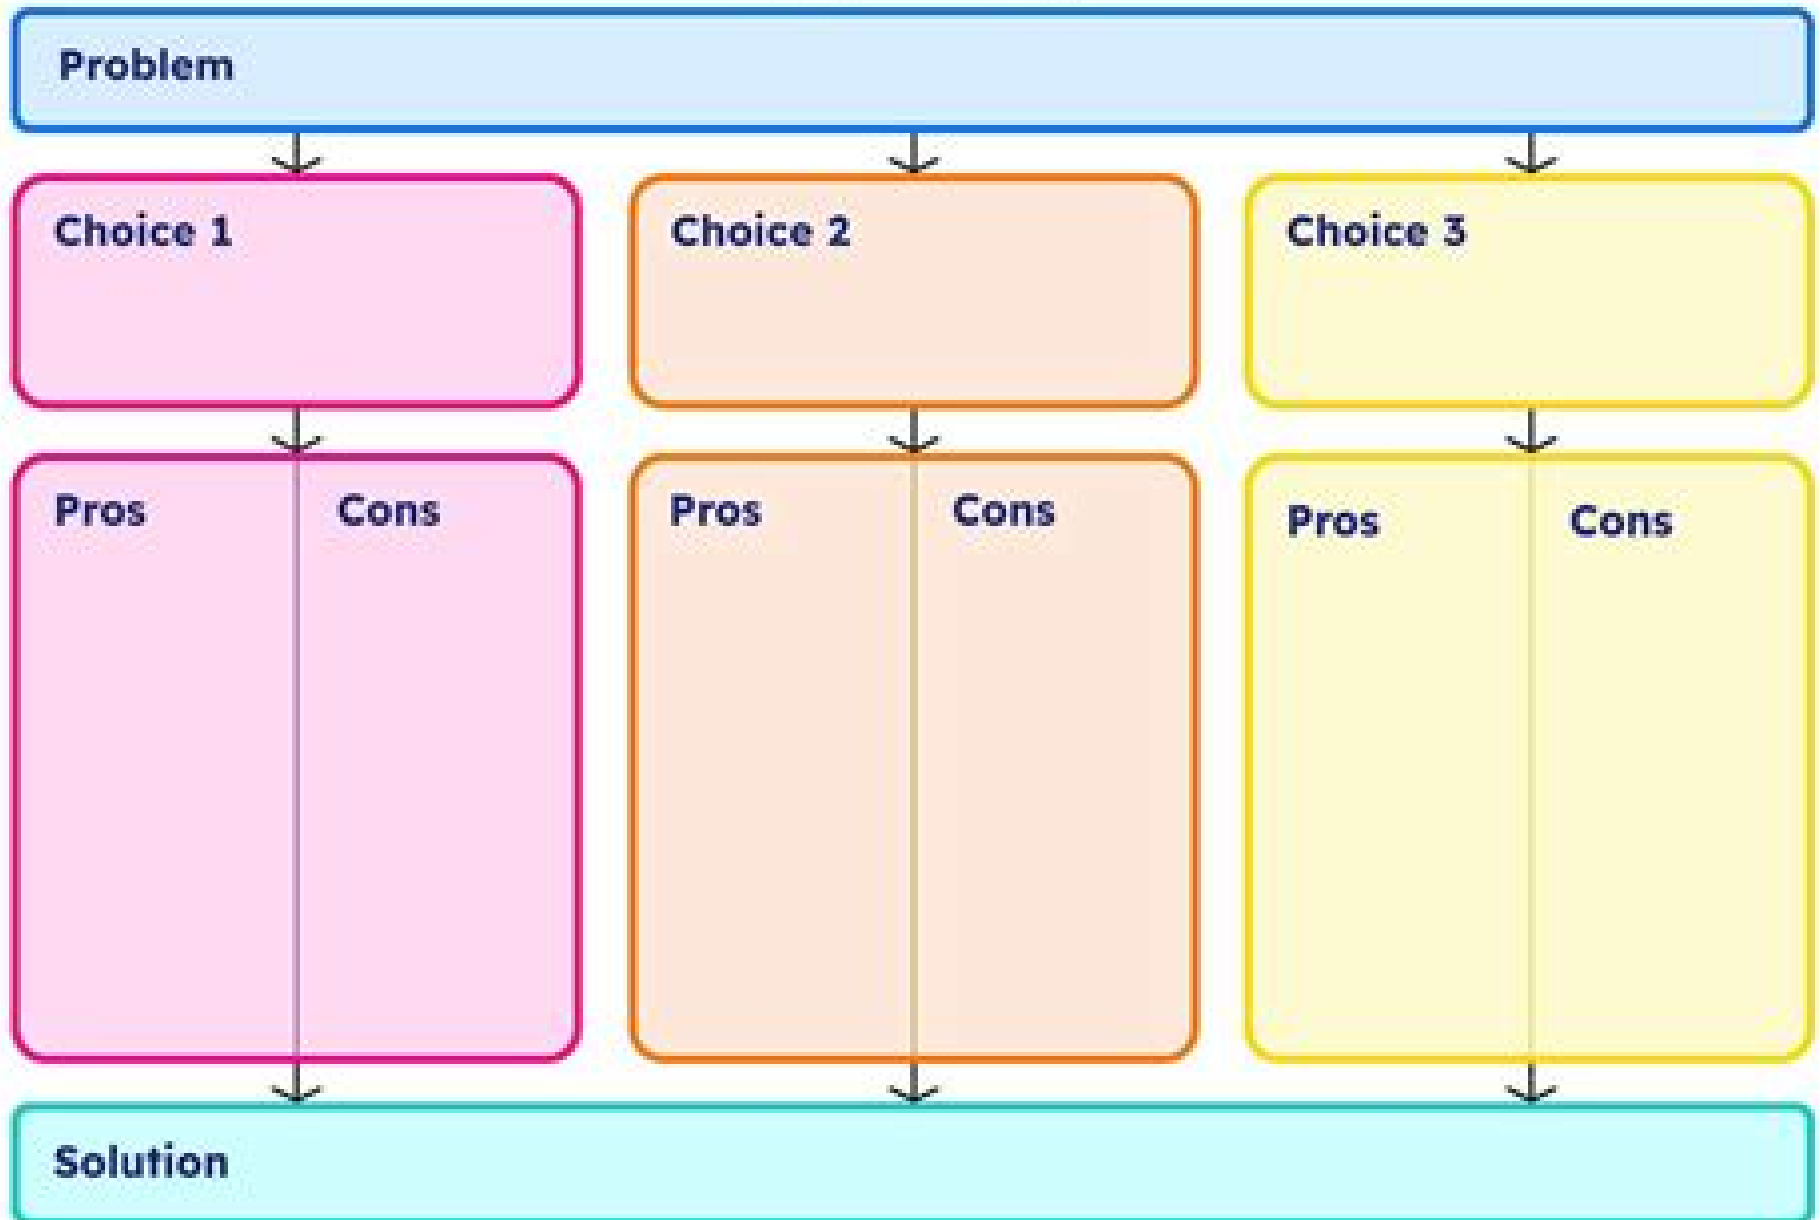 Problem
Choice 1
Choice 2
Choice 3
Pros
Cons
Pros
Cons
Pros
Cons
Solution